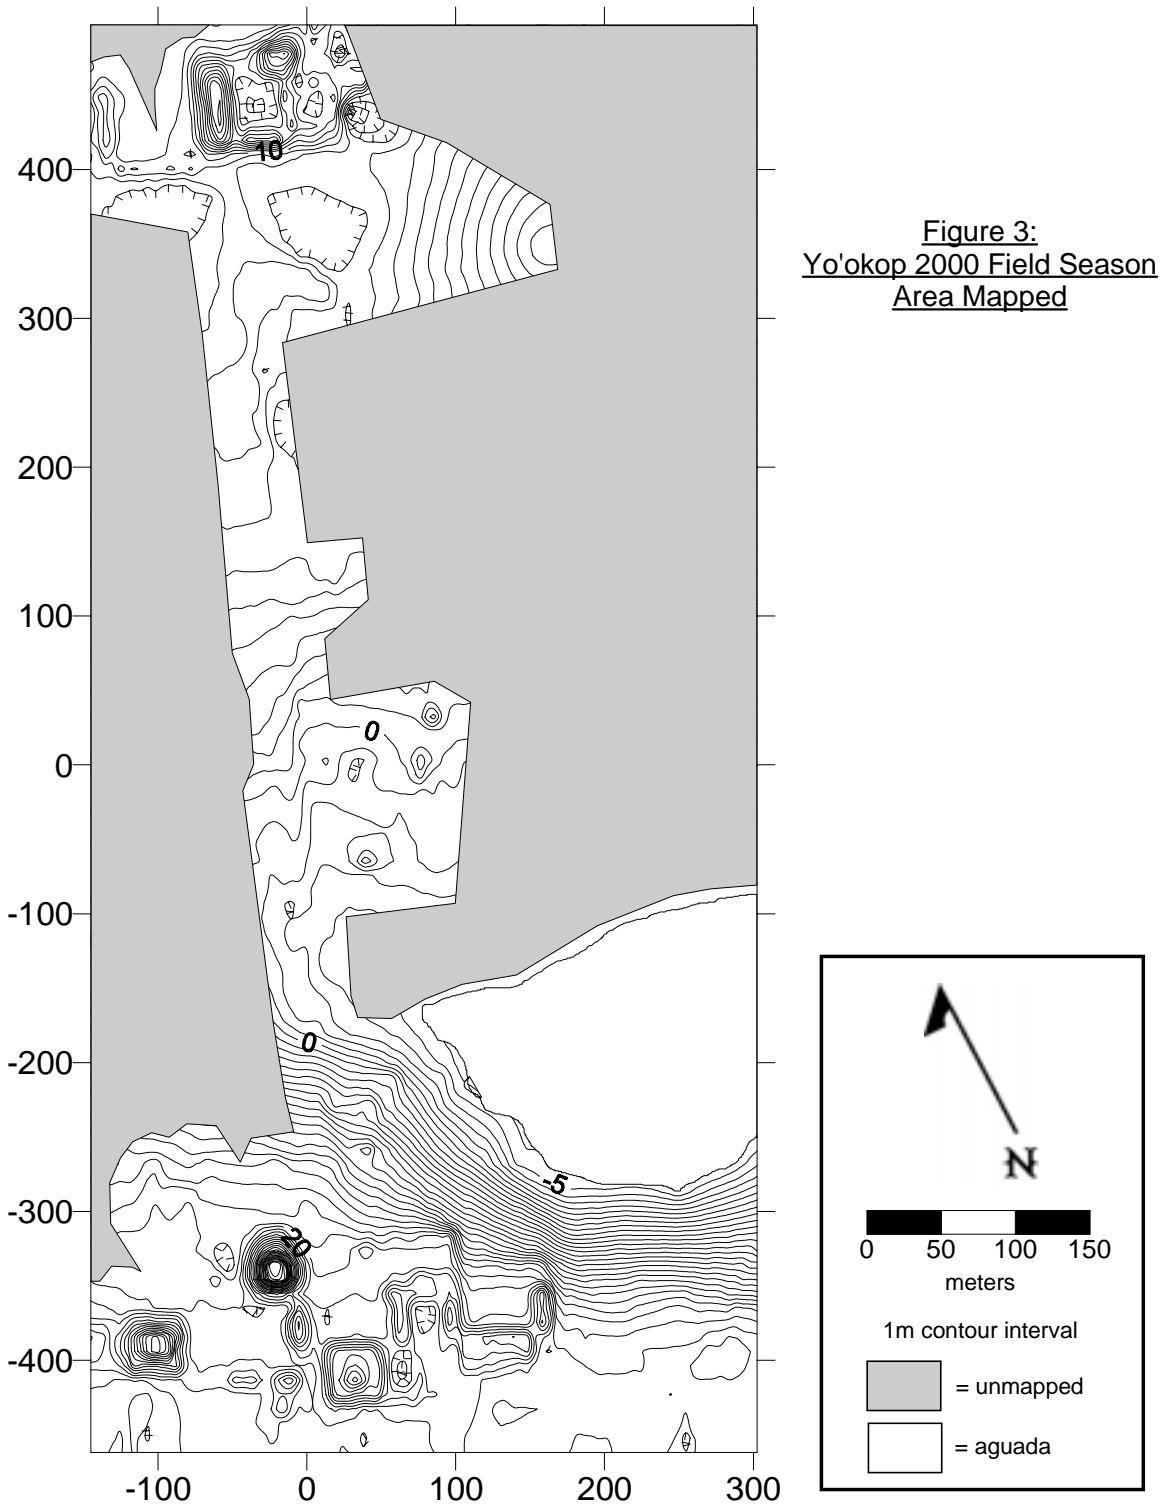 10
400
300
200
100
0
-100
-200
-300
-400
0
0
-5
20
-100
0
100
200
300
Figure 3:
Yo'okop 2000 Field Season
Area Mapped
N
0 50 100 150
meters
1m contour interval
= unmapped
= aguada